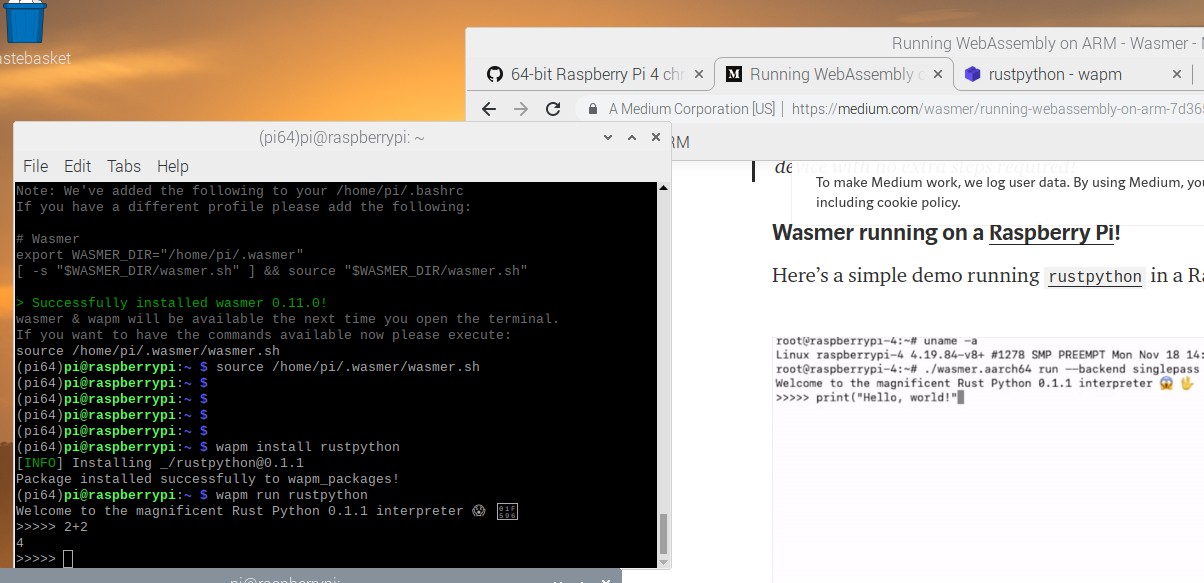 astebasket
Running WebAssembly on ARM - Wasmer -
64-bit Raspberry Pi 4 chr
Running WebAssembly
rustpython - wapm
A Medium Corporation [US] | https://medium.com/wasmer/running-webassembly-on-arm-7d36
(pi64)pi@raspberrypi: ~
File Edit Tabs Help
Note: We've added the following to your /home/pi/.bashrc
If you have a different profile please add the following:
# Wasmer
export WASMER_DIR="/home/pi/.wasmer"
[ -s "$WASMER_DIR/wasmer.sh" ] && source "$WASMER_DIR/wasmer.sh"
> Successfully installed wasmer 0.11.0!
wasmer & wapm will be available the next time you open the terminal.
If you want to have the commands available now please execute:
source /home/pi/.wasmer/wasmer.sh
(pi64)pi@raspberrypi:~ $ source /home/pi/.wasmer/wasmer.sh
(pi64)pi@raspberrypi:~ $
(pi64)pi@raspberrypi:~ $
(pi64)pi@raspberrypi:~ $
(pi64)pi@raspberrypi:~ $
(pi64)pi@raspberrypi:~ $ wapm install rustpython
[INFO] Installing _/rustpython@0.1.1
Package installed successfully to wapm_packages!
(pi64)pi@raspberrypi:~ $ wapm run rustpython
Welcome to the magnificent Rust Python 0.1.1 interpreter 😱 🖖
>>>>> 2+2
4
>>>>>
RM
device with no extra steps required!
To make Medium work, we log user data. By using Medium, you
including cookie policy.
Wasmer running on a Raspberry Pi!
Here's a simple demo running rustpython in a Ra
root@raspberrypi-4:~# uname -a
Linux raspberrypi-4 4.19.84-v8+ #1278 SMP PREEMPT Mon Nov 18 14:
root@raspberrypi-4:~# ./wasmer.aarch64 run --backend singlepass
Welcome to the magnificent Rust Python 0.1.1 interpreter 😱 🖖
>>>>> print("Hello, world!"
pi@raspberrypi: